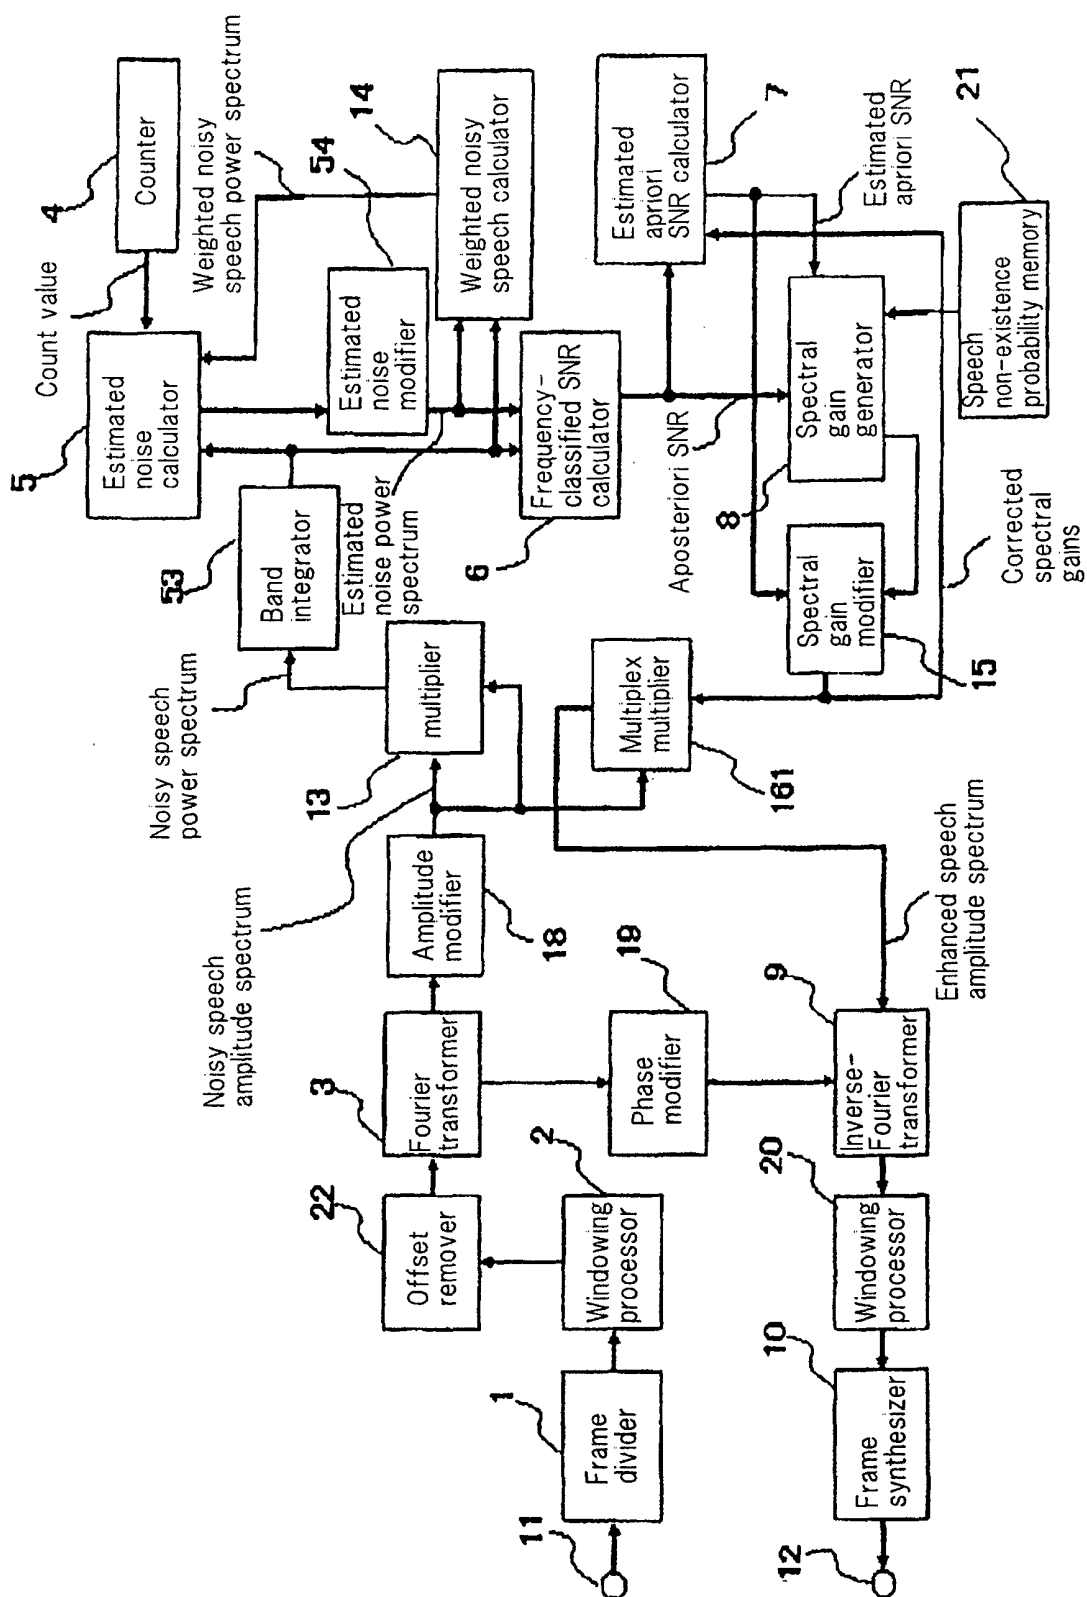 4
Counter
Count value
Weighted noisy
speech power spectrum
5
Estimated
noise
calculator
54
Estimated
noise
modifier
14
Weighted noisy
speech calculator
53
Band
integrator
Estimated
noise power
spectrum
6
Frequency-
classified SNR
calculator
7
Estimated
apriori
SNR calculator
Estimated
apriori SNR
21
Speech
non-existence
probability memory
Aposteriori SNR
8
Spectral
gain
generator
15
Spectral
gain
modifier
Corrected
spectral
gains
Noisy speech
power spectrum
13
multiplier
Multiplex
multiplier
161
Noisy speech
amplitude spectrum
Amplitude
modifier
18
3
Fourier
transformer
19
Phase
modifier
Enhanced speech
amplitude spectrum
9
Inverse-
Fourier
transformer
22
Offset
remover
2
Windowing
processor
20
Windowing
processor
1
Frame
divider
11
10
Frame
synthesizer
12